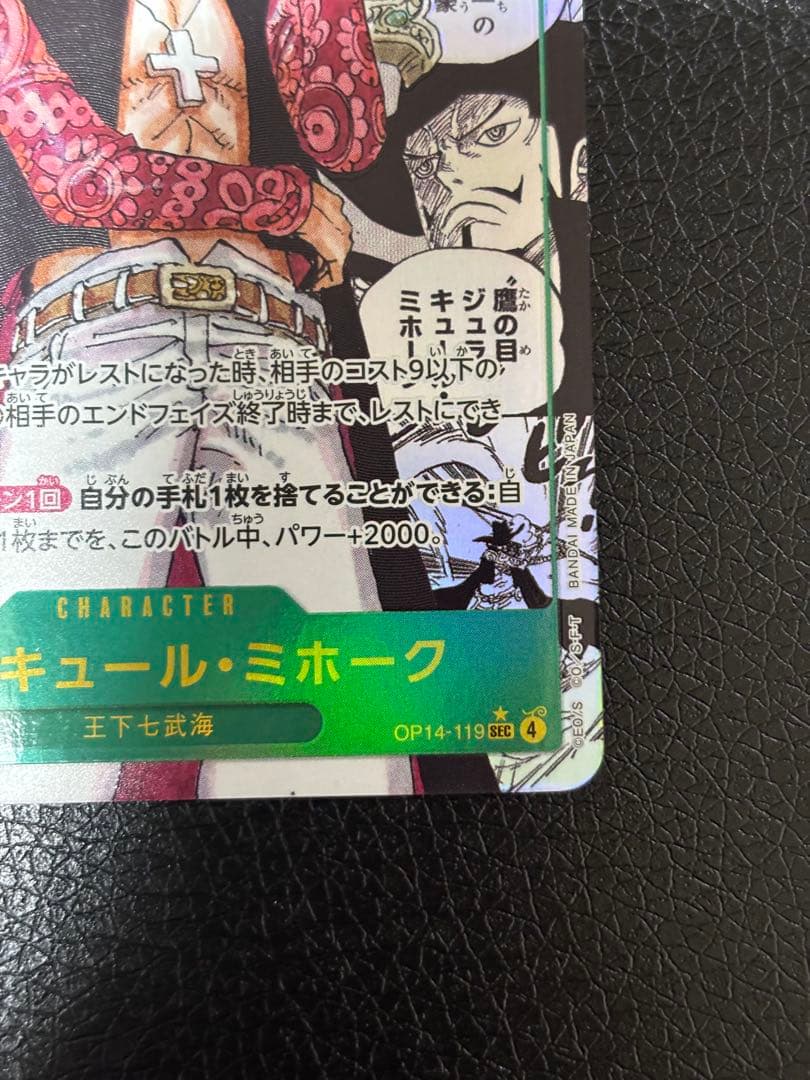 一の
"鷹の目"
ジュラ
キュール・
ミホーク
キャラがレストになった時、相手のコスト9以下の
相手のエンドフェイズ終了時まで、レストにでき
ン1回 自分の手札1枚を捨てることができる:自
1枚までを、このバトル中、パワー+2000。
CHARACTER
キュール・ミホーク
王下七武海
OP14-119 SEC 4
©E.O/S ©O/S・F・T BANDAI MADE IN JAPAN